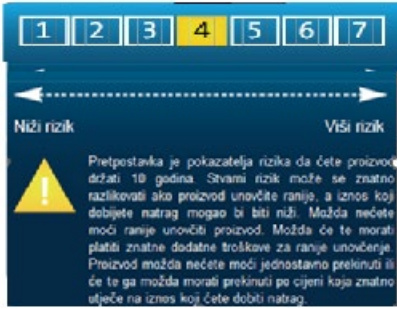 1 2 3 4 5 6 7
Niži rizik Viši rizik
Pretpostavka je pokazatelja rizika da ćete proizvod
držati 10 godina. Stvarni rizik može se znatno
razlikovati ako proizvod unovčite ranije, a iznos koji
dobijete natrag mogao bi biti niži. Možda nećete
moći ranije unovčiti proizvod. Možda će te morati
platiti znatne dodatne troškove za ranije unovčenje.
Proizvod možda nećete moći jednostavno prekinuti ili
će te ga možda morati prekinuti po cijeni koja znatno
utječe na iznos koji ćete dobiti natrag.